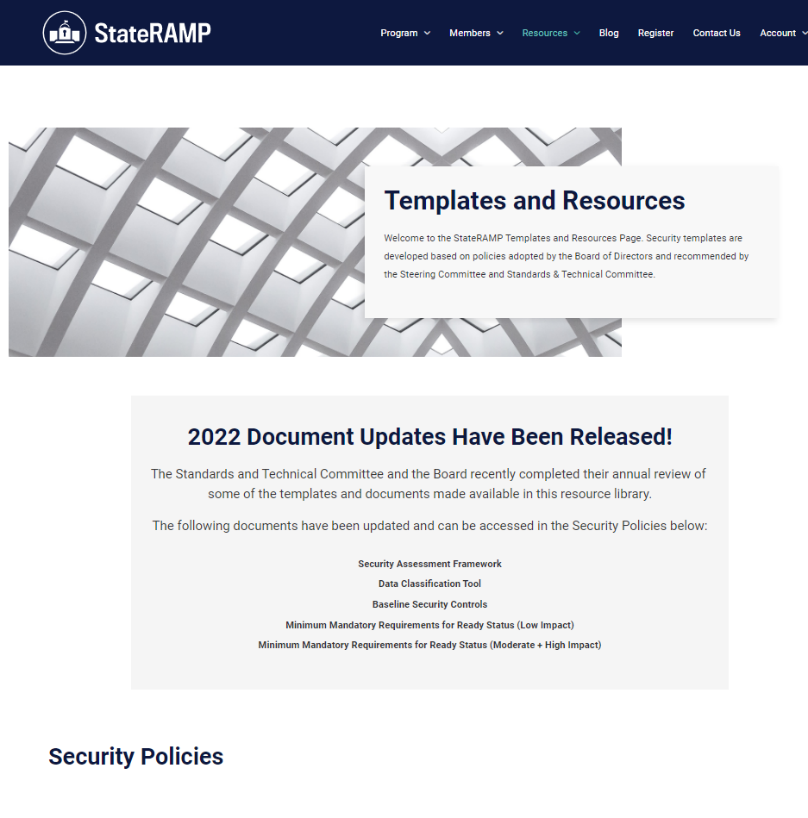 StateRAMP
Program Members Resources Blog Register Contact Us Account
Templates and Resources
Welcome to the StateRAMP Templates and Resources Page. Security templates are
developed based on policies adopted by the Board of Directors and recommended by
the Steering Committee and Standards & Technical Committee.
2022 Document Updates Have Been Released!
The Standards and Technical Committee and the Board recently completed their annual review of
some of the templates and documents made available in this resource library.
The following documents have been updated and can be accessed in the Security Policies below:
Security Assessment Framework
Data Classification Tool
Baseline Security Controls
Minimum Mandatory Requirements for Ready Status (Low Impact)
Minimum Mandatory Requirements for Ready Status (Moderate + High Impact)
Security Policies